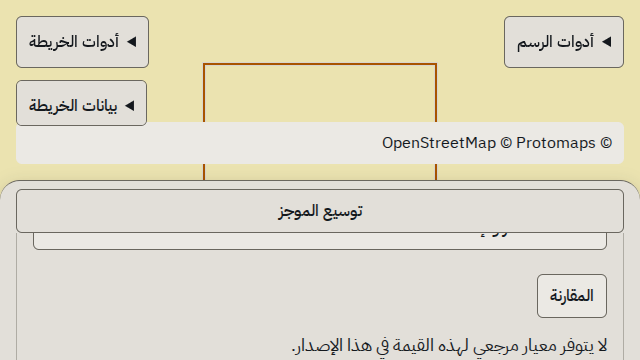 أدوات الرسم
أدوات الخريطة
بيانات الخريطة
OpenStreetMap © Protomaps ©
توسيع الموجز
المقارنة
لا يتوفر معيار مرجعي لهذه القيمة في هذا الإصدار.